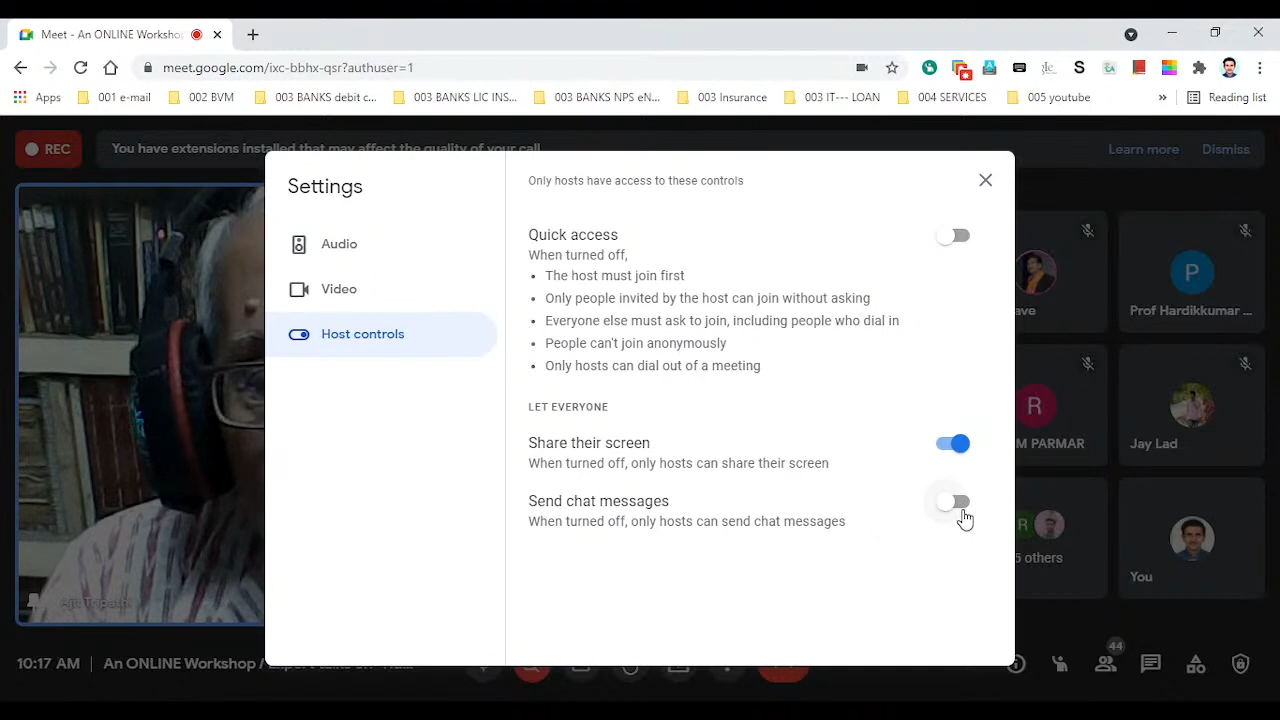 Meet - An ONLINE Worksho
meet.google.com/ixc-bbhx-qsr?authuser=1
Apps
001 e-mail
002 BVM
003 BANKS debit c...
003 BANKS LIC INS...
003 BANKS NPS eN...
003 Insurance
003 IT--- LOAN
004 SERVICES
005 youtube
»
Reading list
REC
You have extensions installed that may affect the quality of your call
Learn more
Dismiss
Settings
Audio
Video
Host controls
Only hosts have access to these controls
Quick access
When turned off,
• The host must join first
• Only people invited by the host can join without asking
• Everyone else must ask to join, including people who dial in
• People can't join anonymously
• Only hosts can dial out of a meeting
LET EVERYONE
Share their screen
When turned off, only hosts can share their screen
Send chat messages
When turned off, only hosts can send chat messages
ave
P
Prof Hardikkumar ...
R
M PARMAR
Jay Lad
R
5 others
You
Ajit Tripathi
10:17 AM | An ONLINE Workshop /
44